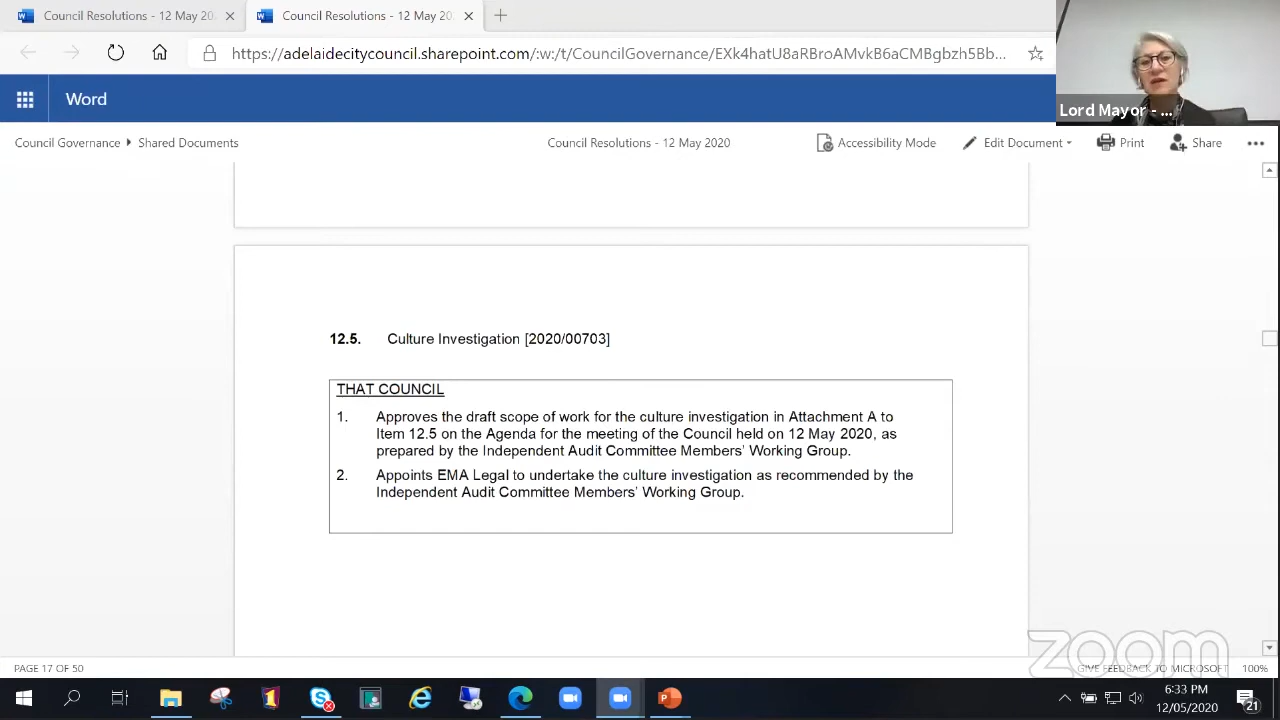 Council Resolutions - 12 May 20
Council Resolutions - 12 May 20
https://adelaidecitycouncil.sharepoint.com/:w:/t/CouncilGovernance/EXk4hatU8aRBroAMvkB6aCMBgbzh5Bb...
Word
Lord Mayor - ...
Council Governance
Shared Documents
Council Resolutions - 12 May 2020
Accessibility Mode
Edit Document
Print
Share
12.5. Culture Investigation [2020/00703]
THAT COUNCIL
1. Approves the draft scope of work for the culture investigation in Attachment A to
Item 12.5 on the Agenda for the meeting of the Council held on 12 May 2020, as
prepared by the Independent Audit Committee Members' Working Group.
2. Appoints EMA Legal to undertake the culture investigation as recommended by the
Independent Audit Committee Members' Working Group.
zoom
PAGE 17 OF 50
GIVE FEEDBACK TO MICROSOFT
100%
6:33 PM
12/05/2020
21